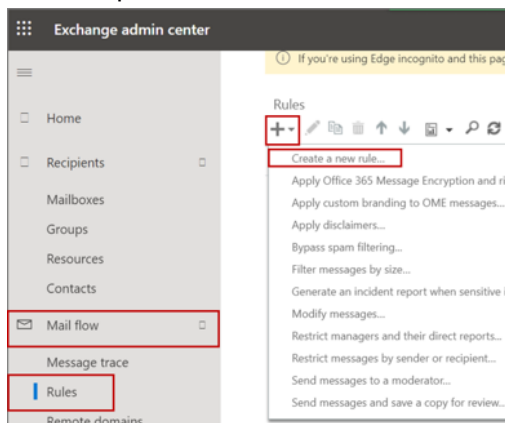 Exchange admin center
If you're using Edge incognito and this pag
Home
Recipients
Mailboxes
Groups
Resources
Contacts
Mail flow
Message trace
Rules
Remote domains
Rules
Create a new rule...
Apply Office 365 Message Encryption and ri
Apply custom branding to OME messages...
Apply disclaimers...
Bypass spam filtering...
Filter messages by size...
Generate an incident report when sensitive i
Modify messages...
Restrict managers and their direct reports...
Restrict messages by sender or recipient...
Send messages to a moderator...
Send messages and save a copy for review...